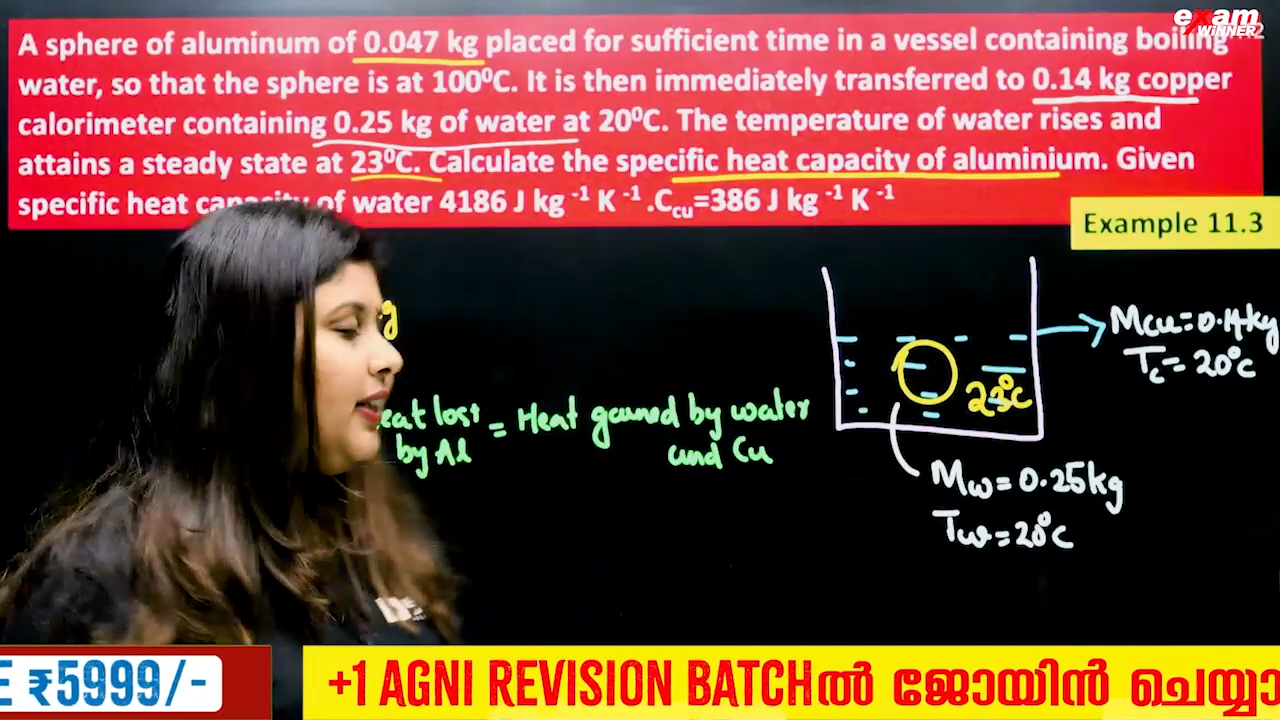 exam
WiNNER
A sphere of aluminum of 0.047 kg placed for sufficient time in a vessel containing boiling
water, so that the sphere is at 100⁰C. It is then immediately transferred to 0.14 kg copper
calorimeter containing 0.25 kg of water at 20⁰C. The temperature of water rises and
attains a steady state at 23⁰C. Calculate the specific heat capacity of aluminium. Given
specific heat capacity of water 4186 J kg ⁻¹ K ⁻¹ .Ccu=386 J kg ⁻¹ K ⁻¹
Example 11.3
Mcu=0.14kg
Tc=20°C
23°C
lost = Heat gained by water
by Al and Cu
Mw=0.25kg
Tw=20°C
₹5999/-
+1 AGNI REVISION BATCHൽ ജോയിൻ